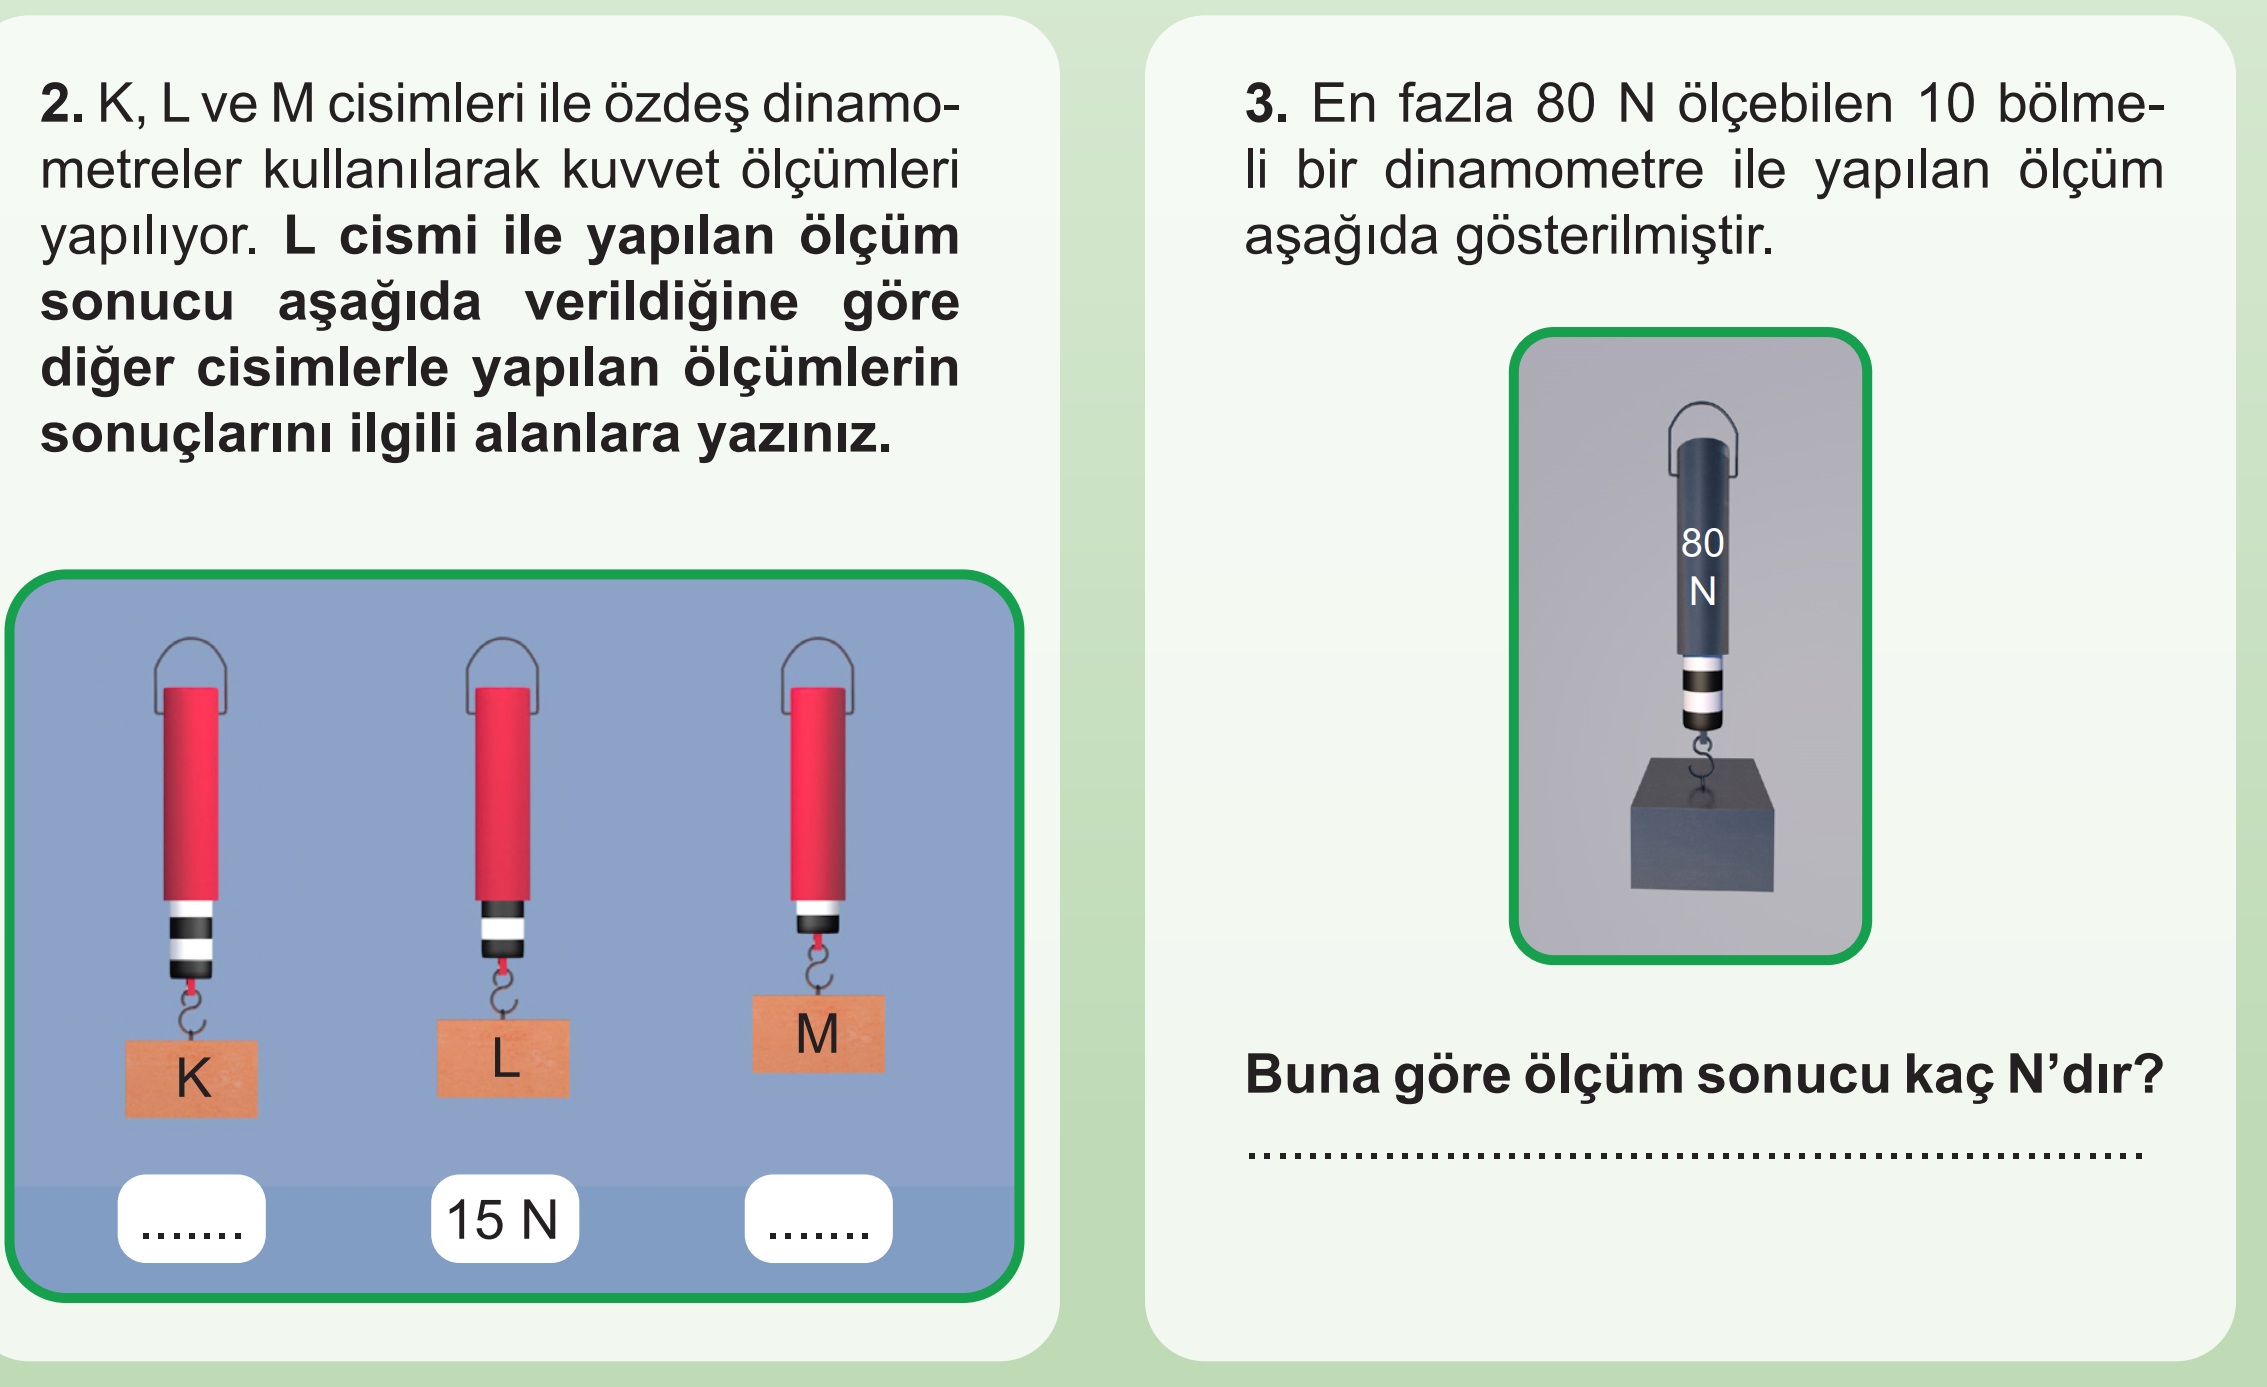 2. K, L ve M cisimleri ile özdeş dinamo-
metreler kullanılarak kuvvet ölçümleri
yapılıyor. L cismi ile yapılan ölçüm
sonucu aşağıda verildiğine göre
diğer cisimlerle yapılan ölçümlerin
sonuçlarını ilgili alanlara yazınız.
K
L
M
.......
15 N
.......
3. En fazla 80 N ölçebilen 10 bölme-
li bir dinamometre ile yapılan ölçüm
aşağıda gösterilmiştir.
80
N
Buna göre ölçüm sonucu kaç N’dır?
...........................................................